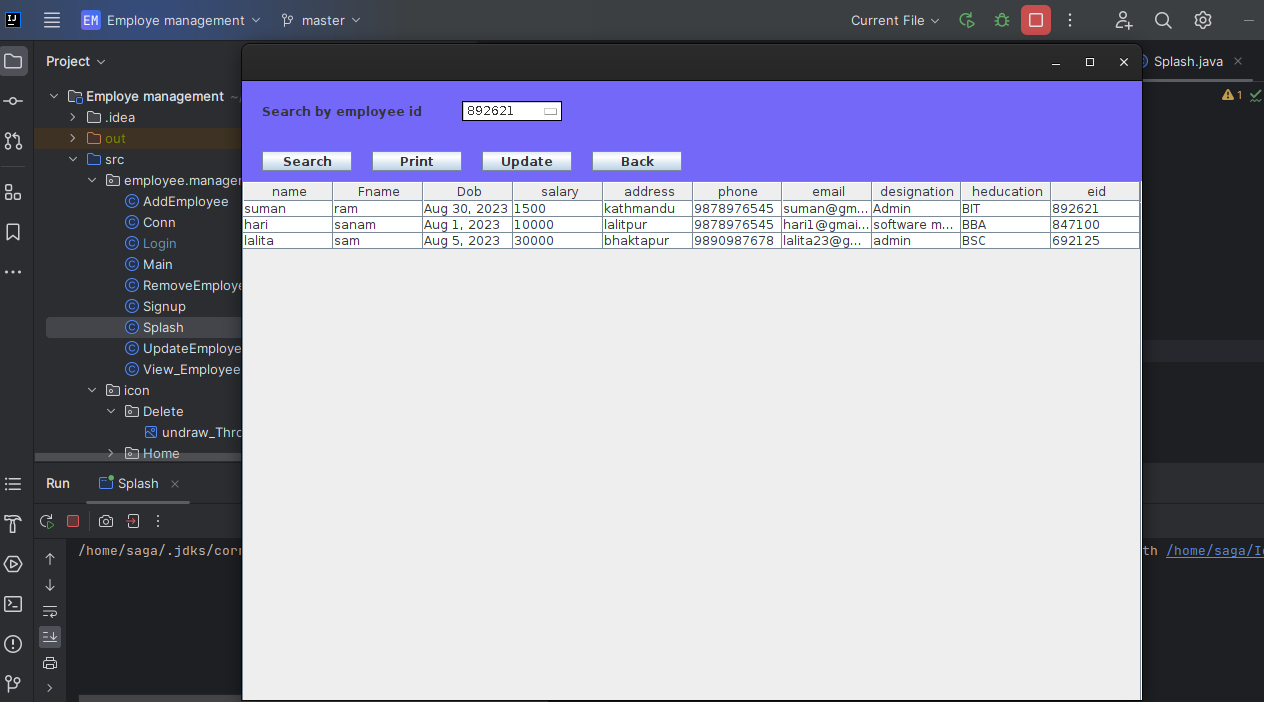 EM Employe management master Current File
Project
Splash.java
Employe management
1
.idea
out
src
employee.manager
AddEmployee
Conn
Login
Main
RemoveEmploye
Signup
Splash
UpdateEmploye
View_Employee
icon
Delete
undraw_Thro
Home
Search by employee id 892621
Search Print Update Back
name Fname Dob salary address phone email designation heducation eid
suman ram Aug 30, 2023 1500 kathmandu 9878976545 suman@gm... Admin BIT 892621
hari sanam Aug 1, 2023 10000 lalitpur 9878976545 hari1@gmai... software m... BBA 847100
lalita sam Aug 5, 2023 30000 bhaktapur 9890987678 lalita23@g... admin BSC 692125
Run Splash
/home/saga/.jdks/corr th /home/saga/I